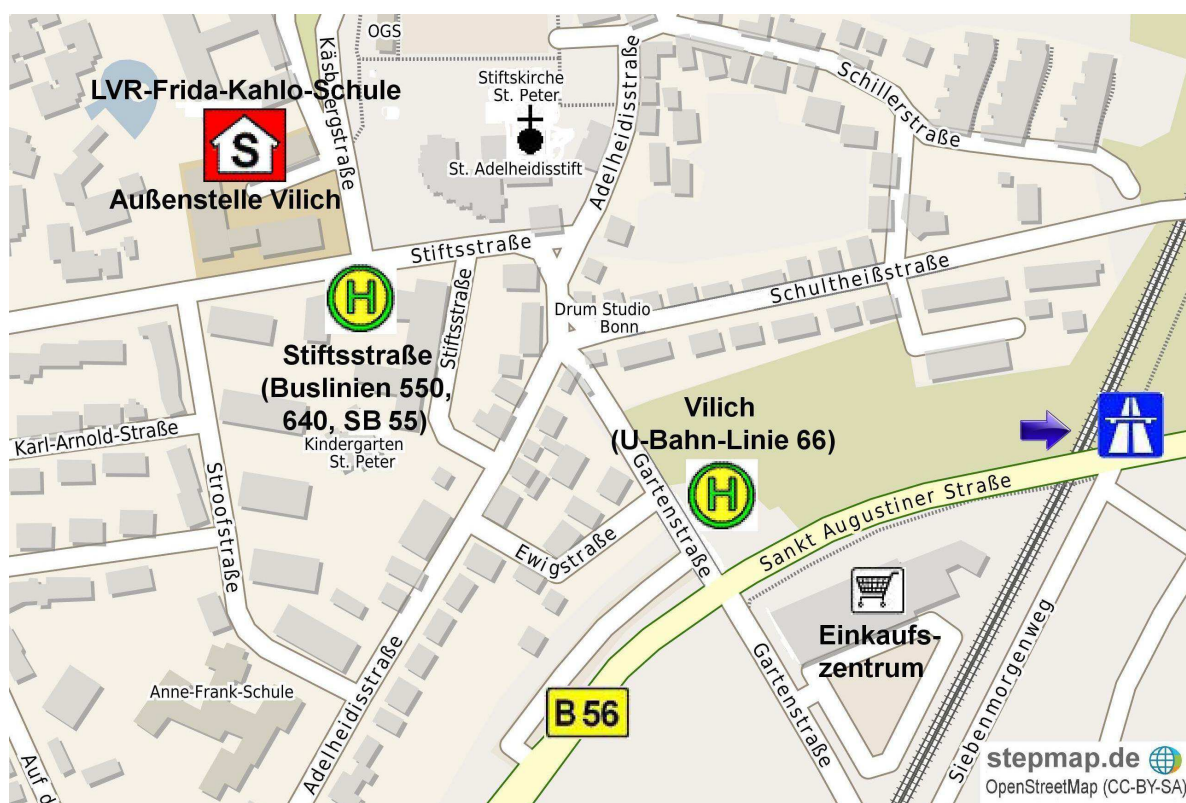 OGS
Käsbergstraße
LVR-Frida-Kahlo-Schule
S
Außenstelle Vilich
Stiftskirche
St. Peter
St. Adelheidisstift
Adelheidisstraße
Schillerstraße
Stiftsstraße
Schultheißstraße
H
Stiftsstraße
Drum Studio
Bonn
Stiftsstraße
(Buslinien 550,
640, SB 55)
Kindergarten
St. Peter
Karl-Arnold-Straße
Stroofstraße
Vilich
(U-Bahn-Linie 66)
H
Gartenstraße
Sankt Augustiner Straße
Ewigstraße
Einkaufs-
zentrum
Gartenstraße
Siebenmorgenweg
Anne-Frank-Schule
Adelheidisstraße
B 56
Auf d
stepmap.de
OpenStreetMap (CC-BY-SA)